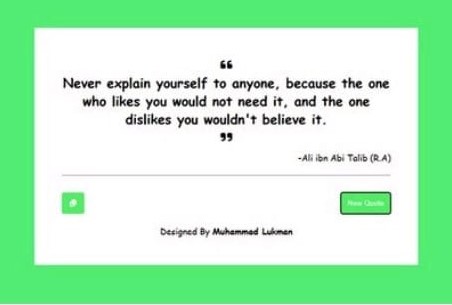 ❝
Never explain yourself to anyone, because the one
who likes you would not need it, and the one
dislikes you wouldn't believe it.
❞
-Ali ibn Abi Talib (R.A)
New Quote
Designed By Muhammad Lukman